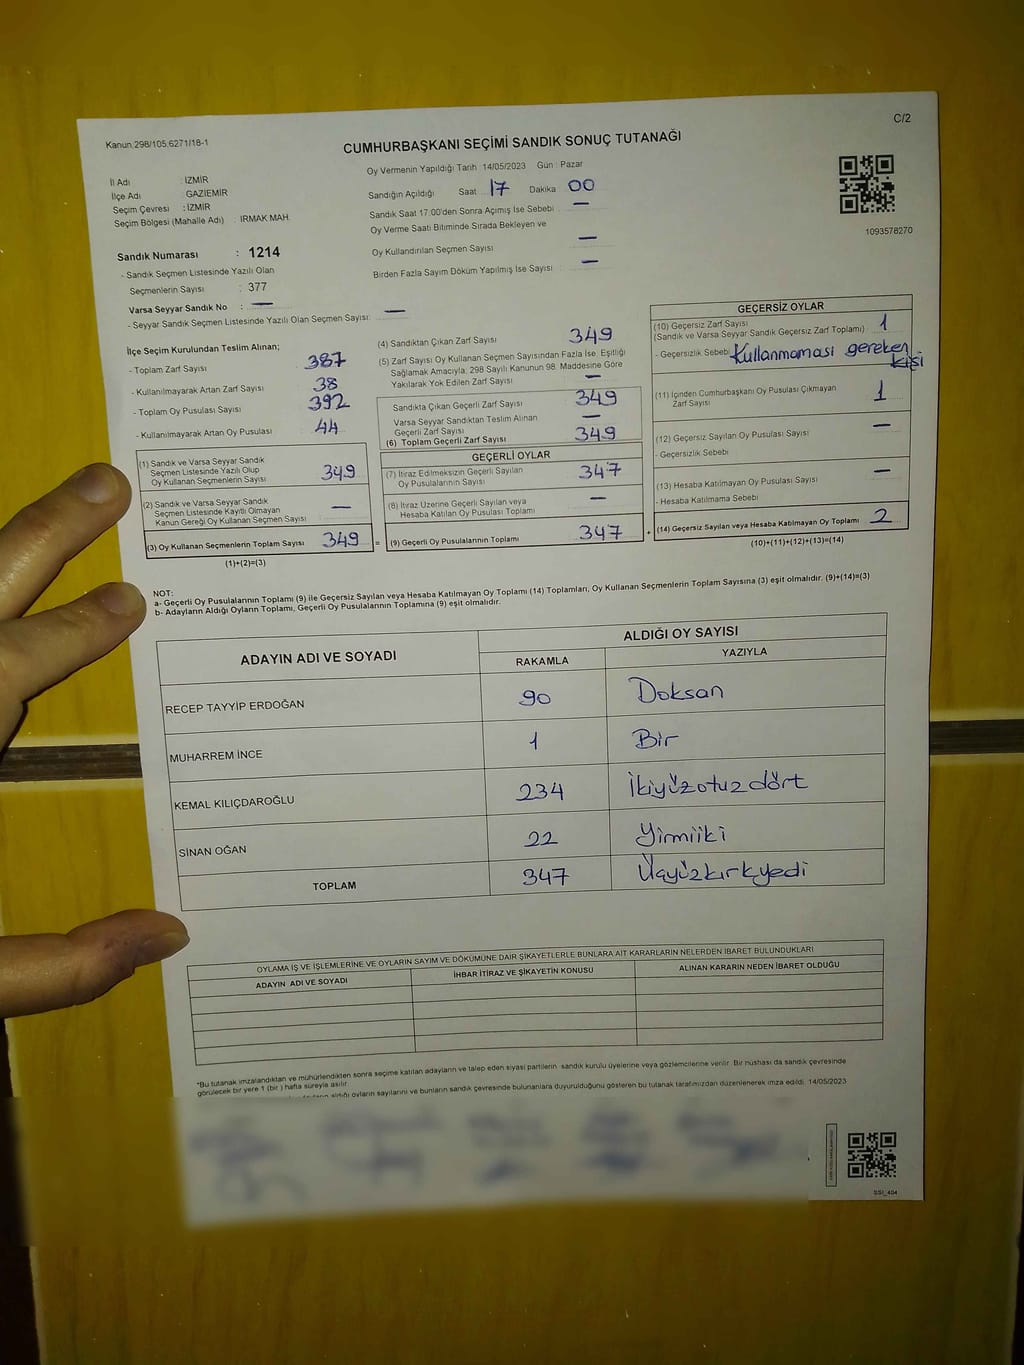 C/2
Kanun.298/105;6271/18-1
CUMHURBAŞKANI SEÇİMİ SANDIK SONUÇ TUTANAĞI
İl Adı : İZMİR
İlçe Adı : GAZİEMİR
Seçim Çevresi : İZMİR
Seçim Bölgesi (Mahalle Adı) : IRMAK MAH.
Oy Vermenin Yapıldığı Tarih 14/05/2023 Gün : Pazar
Sandığın Açıldığı Saat 17 Dakika 00
Sandık Saat 17:00'den Sonra Açımış İse Sebebi : —
Oy Verme Saati Bitiminde Sırada Bekleyen ve
Oy Kullandırılan Seçmen Sayısı —
Birden Fazla Sayım Döküm Yapılmış İse Sayısı : —
1093578270
Sandık Numarası : 1214
- Sandık Seçmen Listesinde Yazılı Olan
Seçmenlerin Sayısı : 377
Varsa Seyyar Sandık No : —
- Seyyar Sandık Seçmen Listesinde Yazılı Olan Seçmen Sayısı: —
İlçe Seçim Kurulundan Teslim Alınan;
- Toplam Zarf Sayısı : 387
- Kullanılmayarak Artan Zarf Sayısı : 38
- Toplam Oy Pusulası Sayısı : 392
- Kullanılmayarak Artan Oy Pusulası : 44
(1) Sandık ve Varsa Seyyar Sandık
Seçmen Listesinde Yazılı Olup
Oy Kullanan Seçmenlerin Sayısı : 349
(2) Sandık ve Varsa Seyyar Sandık
Seçmen Listesinde Kayıtlı Olmayan
Kanun Gereği Oy Kullanan Seçmen Sayısı : —
(3) Oy Kullanan Seçmenlerin Toplam Sayısı : 349
(1)+(2)=(3)
(4) Sandıktan Çıkan Zarf Sayısı : 349
(5) Zarf Sayısı Oy Kullanan Seçmen Sayısından Fazla İse, Eşitliği
Sağlamak Amacıyla; 298 Sayılı Kanunun 98. Maddesine Göre
Yakılarak Yok Edilen Zarf Sayısı : —
Sandıkta Çıkan Geçerli Zarf Sayısı : 349
Varsa Seyyar Sandıktan Teslim Alınan
Geçerli Zarf Sayısı : —
(6) Toplam Geçerli Zarf Sayısı : 349
GEÇERLİ OYLAR
(7) İtiraz Edilmeksizin Geçerli Sayılan
Oy Pusulalarının Sayısı : 347
(8) İtiraz Üzerine Geçerli Sayılan veya
Hesaba Katılan Oy Pusulası Toplamı : —
= (9) Geçerli Oy Pusulalarının Toplamı : 347
GEÇERSİZ OYLAR
(10) Geçersiz Zarf Sayısı
(Sandık ve Varsa Seyyar Sandık Geçersiz Zarf Toplamı) : 1
- Geçersizlik Sebebi : Kullanmaması gereken
kişi
(11) İçinden Cumhurbaşkanı Oy Pusulası Çıkmayan
Zarf Sayısı : 1
(12) Geçersiz Sayılan Oy Pusulası Sayısı : —
- Geçersizlik Sebebi
(13) Hesaba Katılmayan Oy Pusulası Sayısı : —
- Hesaba Katılmama Sebebi
+ (14) Geçersiz Sayılan veya Hesaba Katılmayan Oy Toplamı : 2
(10)+(11)+(12)+(13)=(14)
NOT:
a- Geçerli Oy Pusulalarının Toplamı (9) ile Geçersiz Sayılan veya Hesaba Katılmayan Oy Toplamı (14) Toplamları, Oy Kullanan Seçmenlerin Toplam Sayısına (3) eşit olmalıdır. (9)+(14)=(3)
b- Adayların Aldığı Oyların Toplamı, Geçerli Oy Pusulalarının Toplamına (9) eşit olmalıdır.
ADAYIN ADI VE SOYADI
ALDIĞI OY SAYISI
RAKAMLA YAZIYLA
RECEP TAYYİP ERDOĞAN 90 Doksan
MUHARREM İNCE 1 Bir
KEMAL KILIÇDAROĞLU 234 İkiyüzotuzdört
SİNAN OĞAN 22 Yirmiiki
TOPLAM 347 Üçyüzkırkyedi
OYLAMA İŞ VE İŞLEMLERİNE VE OYLARIN SAYIM VE DÖKÜMÜNE DAİR ŞİKAYETLERLE BUNLARA AİT KARARLARIN NELERDEN İBARET BULUNDUKLARI
ADAYIN ADI VE SOYADI İHBAR İTİRAZ VE ŞİKAYETİN KONUSU ALINAN KARARIN NEDEN İBARET OLDUĞU
*Bu tutanak imzalandıktan ve mühürlendikten sonra seçime katılan adayların ve talep eden siyasi partilerin sandık kurulu üyelerine veya gözlemcilerine verilir. Bir nüshası da sandık çevresinde
görülecek bir yere 1 (bir) hafta süreyla asılır.
aldığı oyların sayılarını ve bunların sandık çevresinde bulunanlara duyurulduğunu gösteren bu tutanak tarafımızdan düzenlenerek imza edildi. 14/05/2023
SSI_404